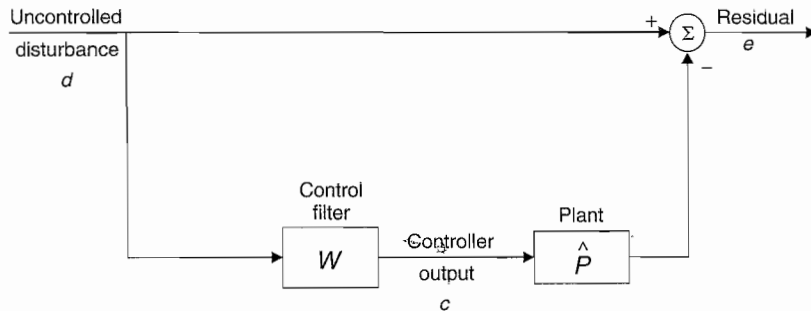 Uncontrolled
disturbance
d
+
Σ
Residual
e
−
Control
filter
W
Controller
output
c
Plant
P̂